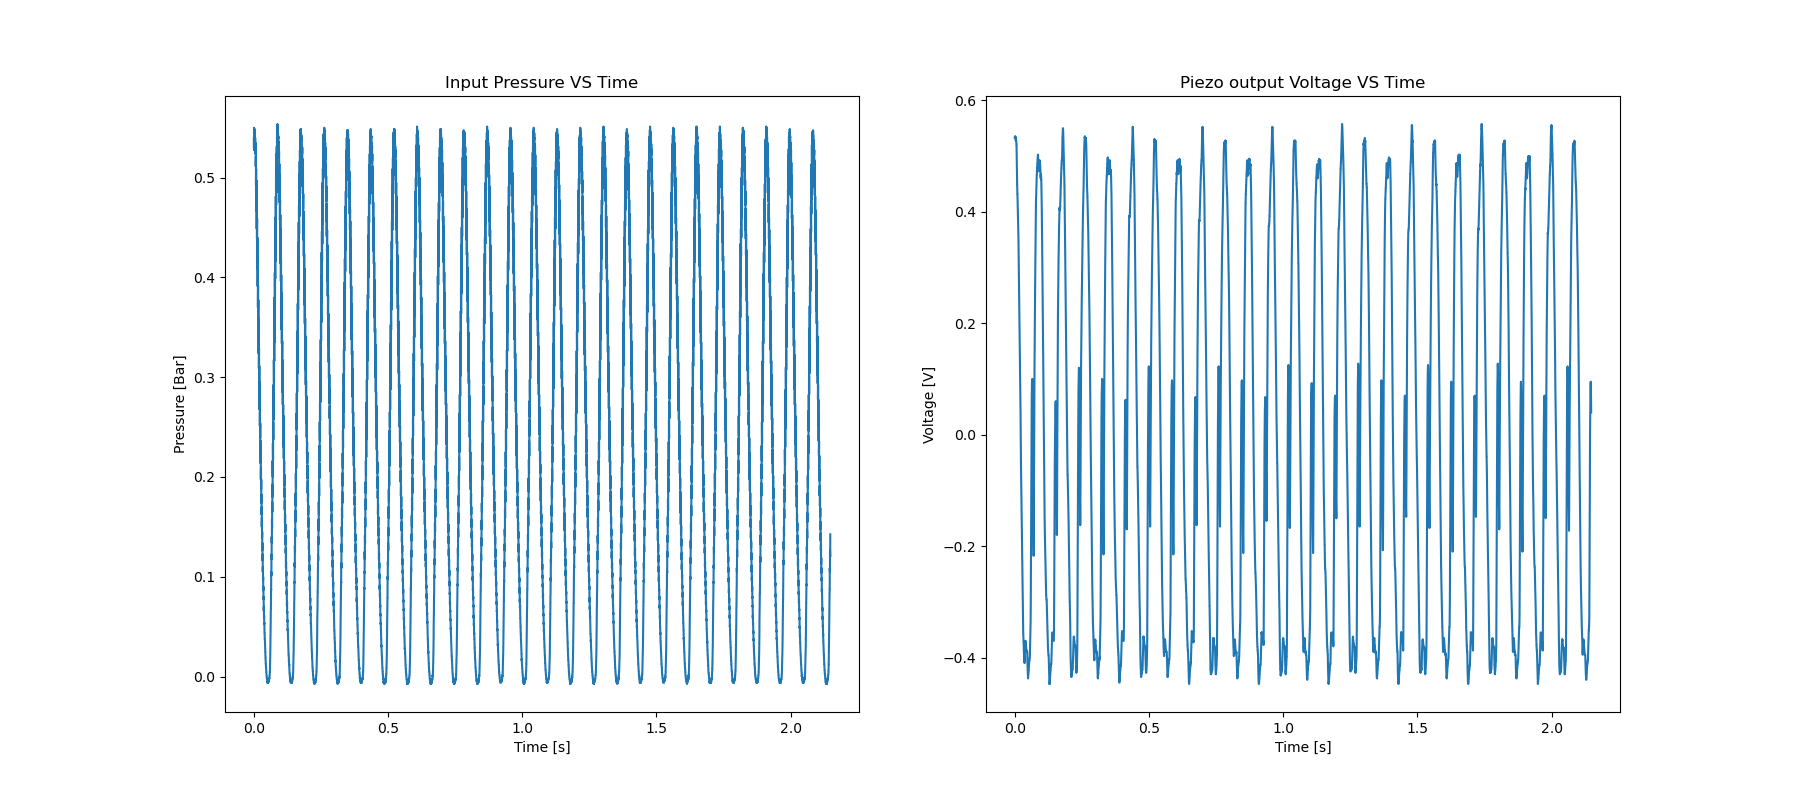 Input Pressure VS Time
Pressure [Bar]
0.5
0.4
0.3
0.2
0.1
0.0
0.0 0.5 1.0 1.5 2.0
Time [s]
Piezo output Voltage VS Time
Voltage [V]
0.6
0.4
0.2
0.0
−0.2
−0.4
0.0 0.5 1.0 1.5 2.0
Time [s]